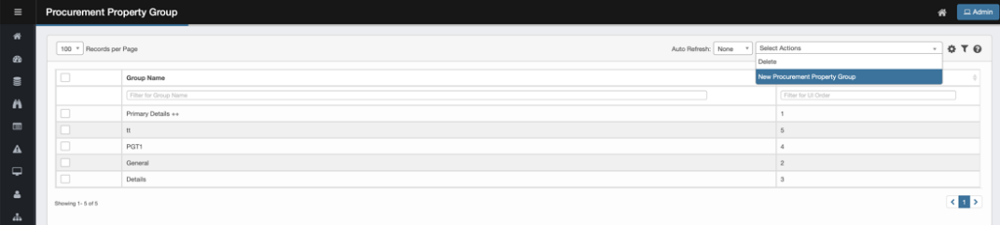 Procurement Property Group
Admin
100 Records per Page
Auto Refresh: None Select Actions
Delete
New Procurement Property Group
Group Name
Filter for Group Name Filter for UI Order
Primary Details ++ 1
tt 5
PGT1 4
General 2
Details 3
Showing 1- 5 of 5
1